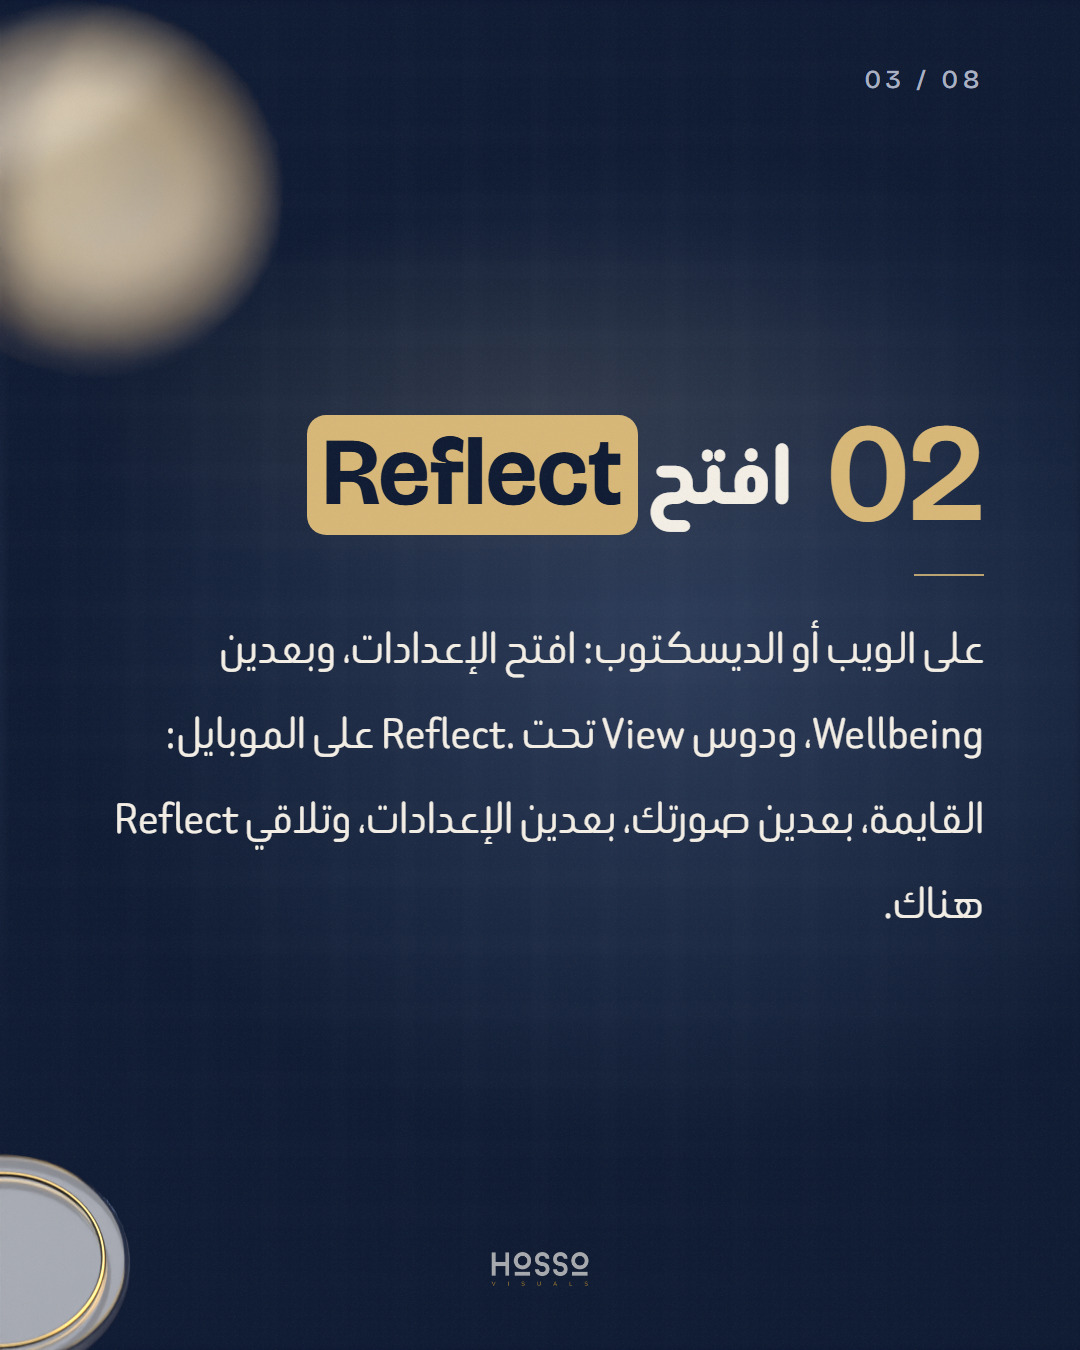 03 / 08
02 افتح Reflect
على الويب أو الديسكتوب: افتح الإعدادات، وبعدين
Wellbeing، ودوس View تحت .Reflect على الموبايل:
القايمة، بعدين صورتك، بعدين الإعدادات، وتلاقي Reflect
هناك.
HOSSO
VISUALS